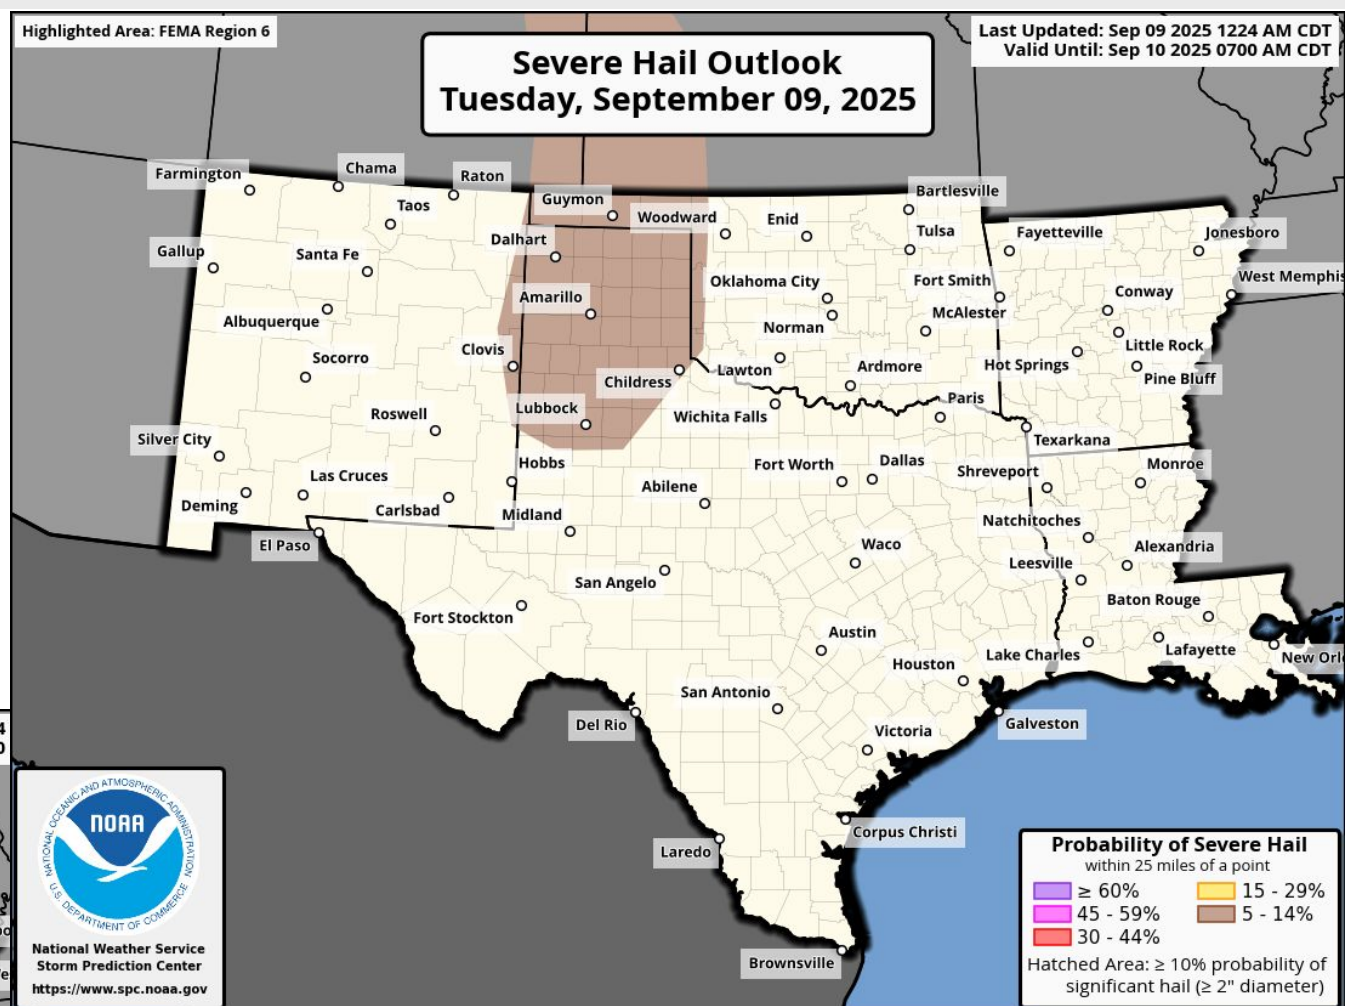 Highlighted Area: FEMA Region 6
Severe Hail Outlook
Tuesday, September 09, 2025
Last Updated: Sep 09 2025 1224 AM CDT
Valid Until: Sep 10 2025 0700 AM CDT
Farmington
Chama
Raton
Taos
Guymon
Woodward
Enid
Bartlesville
Tulsa
Fayetteville
Jonesboro
Gallup
Santa Fe
Dalhart
Oklahoma City
Fort Smith
West Memphis
Albuquerque
Amarillo
Norman
McAlester
Conway
Little Rock
Socorro
Clovis
Childress
Lawton
Ardmore
Hot Springs
Pine Bluff
Roswell
Lubbock
Wichita Falls
Paris
Texarkana
Silver City
Las Cruces
Hobbs
Fort Worth
Dallas
Shreveport
Monroe
Deming
Carlsbad
Midland
Abilene
Natchitoches
El Paso
San Angelo
Waco
Leesville
Alexandria
Fort Stockton
Baton Rouge
Austin
Houston
Lake Charles
Lafayette
New Orl
San Antonio
Del Rio
Victoria
Galveston
4
0
Laredo
Corpus Christi
Brownsville
NATIONAL OCEANIC AND ATMOSPHERIC ADMINISTRATION
NOAA
U.S. DEPARTMENT OF COMMERCE
National Weather Service
Storm Prediction Center
https://www.spc.noaa.gov
Probability of Severe Hail
within 25 miles of a point
≥ 60% 15 - 29%
45 - 59% 5 - 14%
30 - 44%
Hatched Area: ≥ 10% probability of
significant hail (≥ 2" diameter)